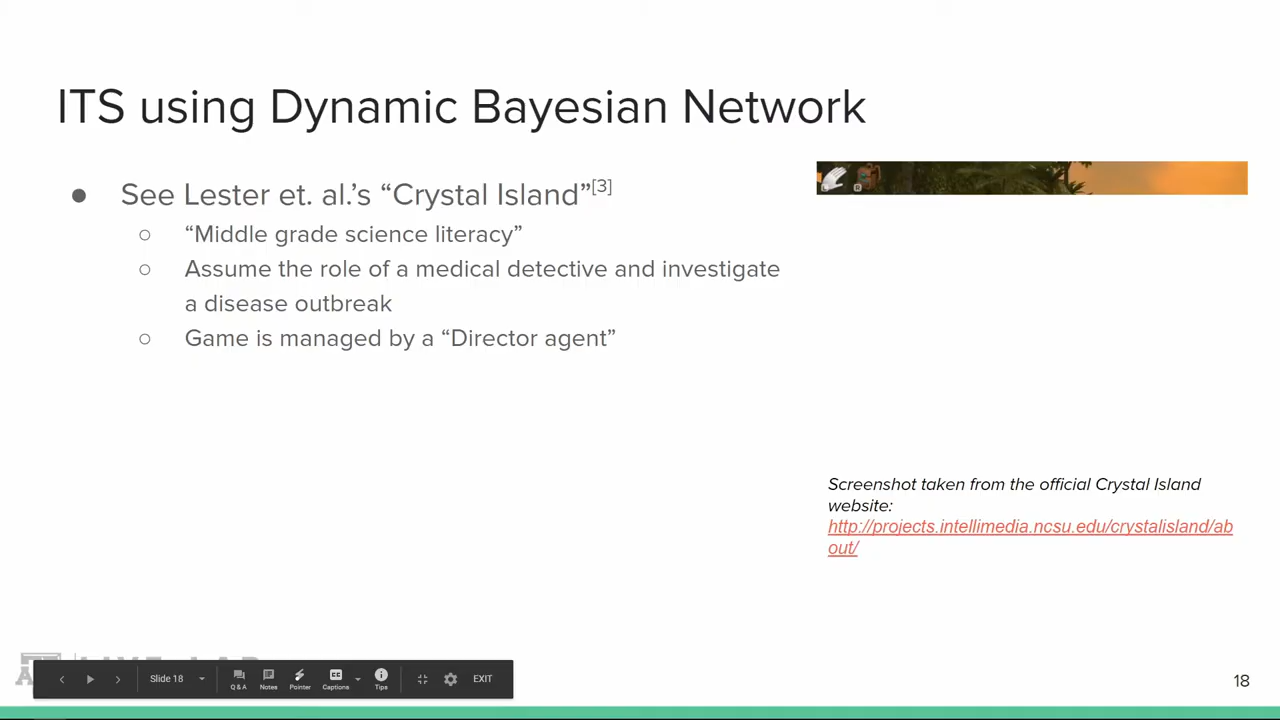 ITS using Dynamic Bayesian Network
● See Lester et. al.’s “Crystal Island”[3]
○ “Middle grade science literacy”
○ Assume the role of a medical detective and investigate
a disease outbreak
○ Game is managed by a “Director agent”
Screenshot taken from the official Crystal Island
website:
http://projects.intellimedia.ncsu.edu/crystalisland/ab
out/
Slide 18
Q & A
Notes
Pointer
Captions
Tips
EXIT
18